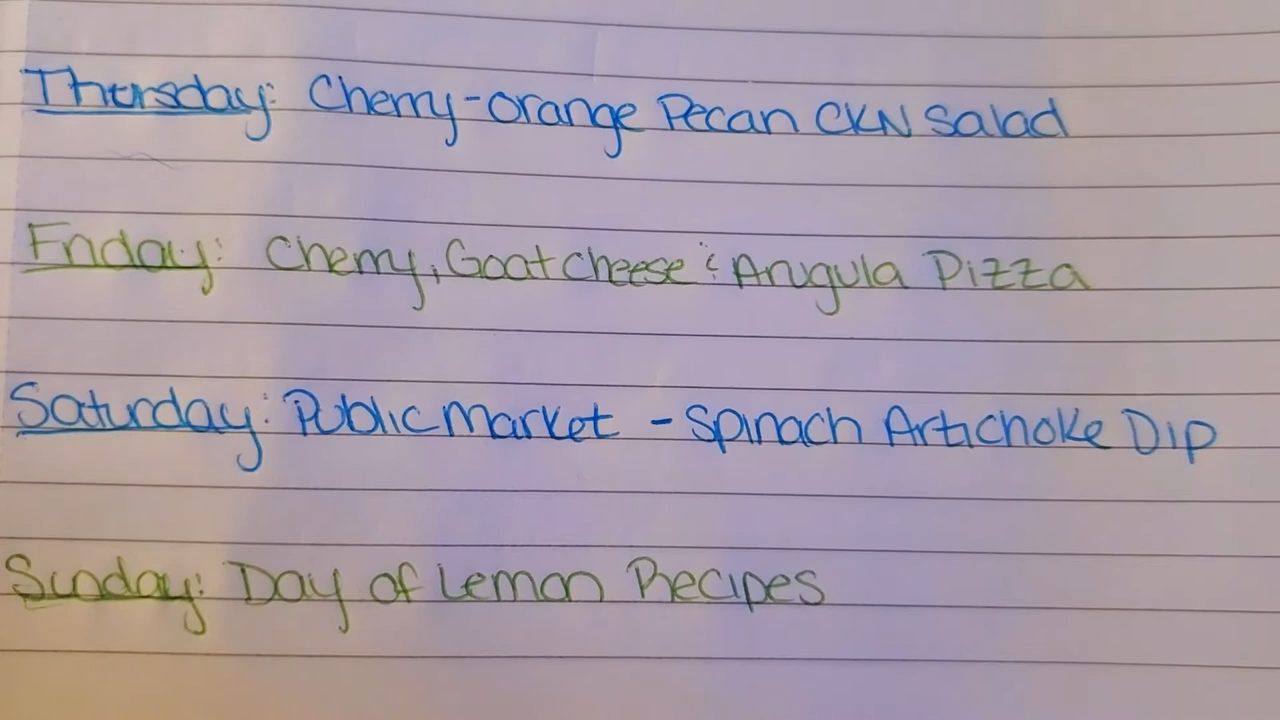 Thursday: Cherry-orange Pecan CKN Salad
Friday: Cherry, Goat cheese & Arugula Pizza
Saturday: Public Market - Spinach Artichoke Dip
Sunday: Day of Lemon Recipes